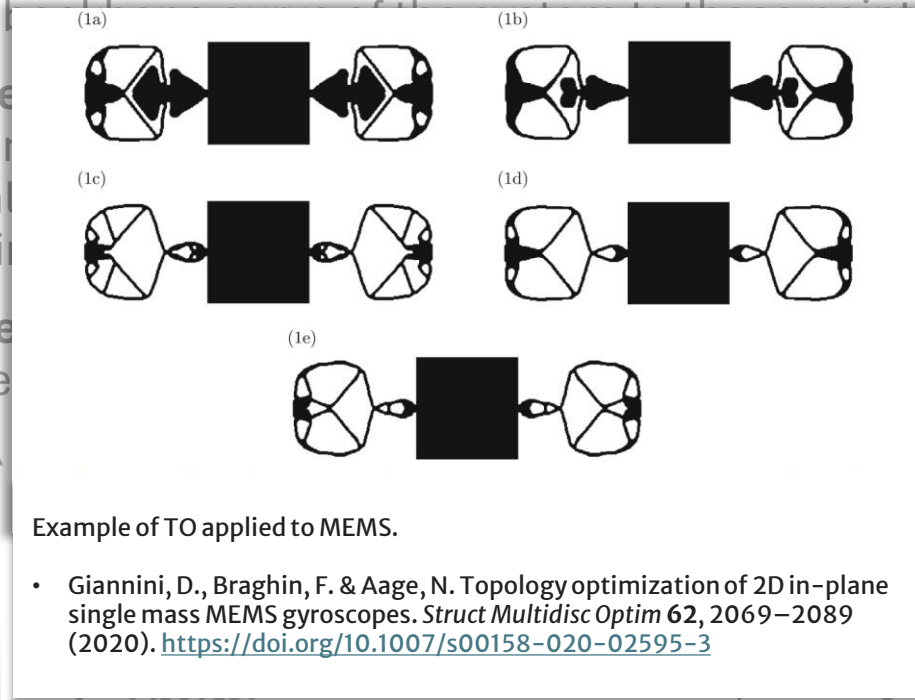 (1a)
(1b)
(1c)
(1d)
(1e)
Example of TO applied to MEMS.
• Giannini, D., Braghin, F. & Aage, N. Topology optimization of 2D in-plane
single mass MEMS gyroscopes. Struct Multidisc Optim 62, 2069–2089
(2020). https://doi.org/10.1007/s00158-020-02595-3